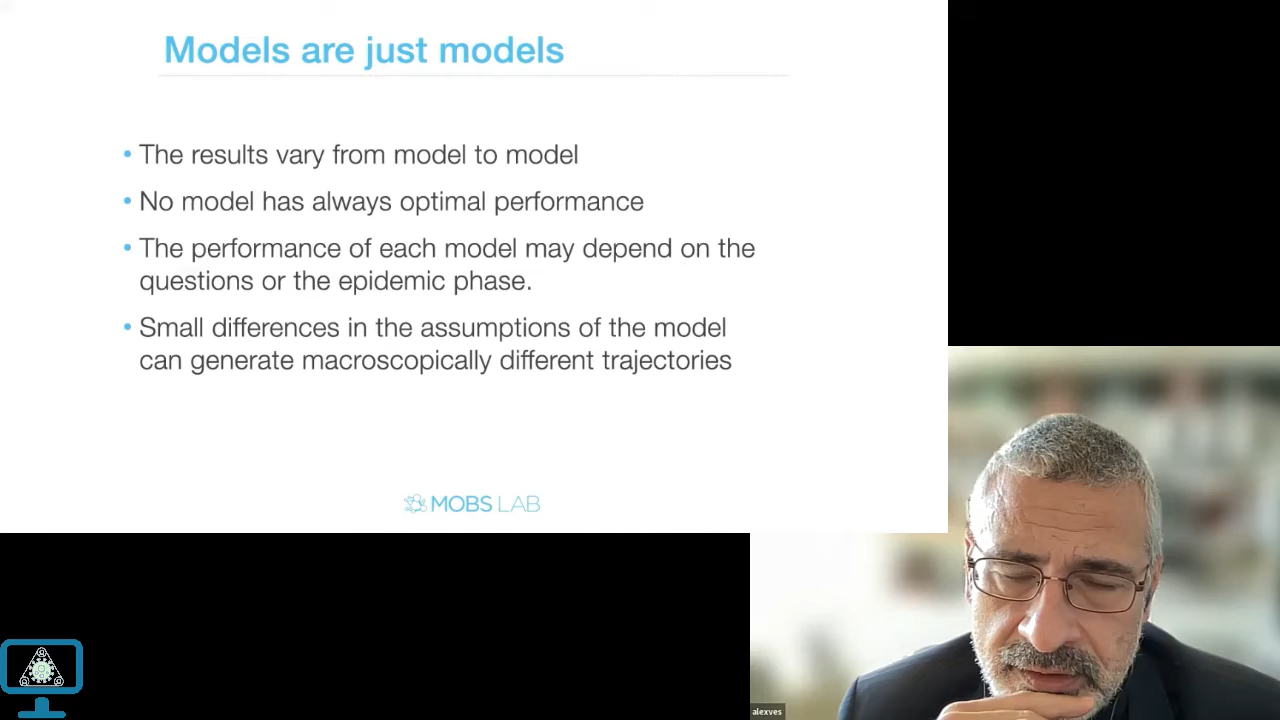 Models are just models
• The results vary from model to model
• No model has always optimal performance
• The performance of each model may depend on the
questions or the epidemic phase.
• Small differences in the assumptions of the model
can generate macroscopically different trajectories
MOBS LAB
alexves